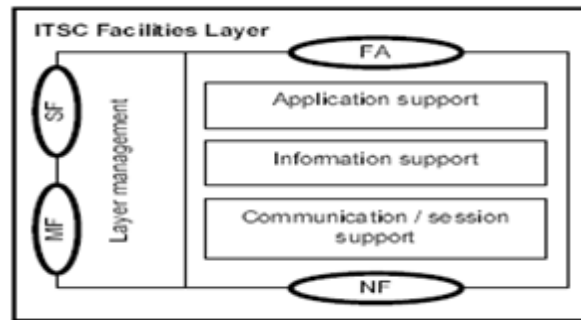 ITSC Facilities Layer
FA
SF
MF
Layer management
Application support
Information support
Communication / session
support
NF